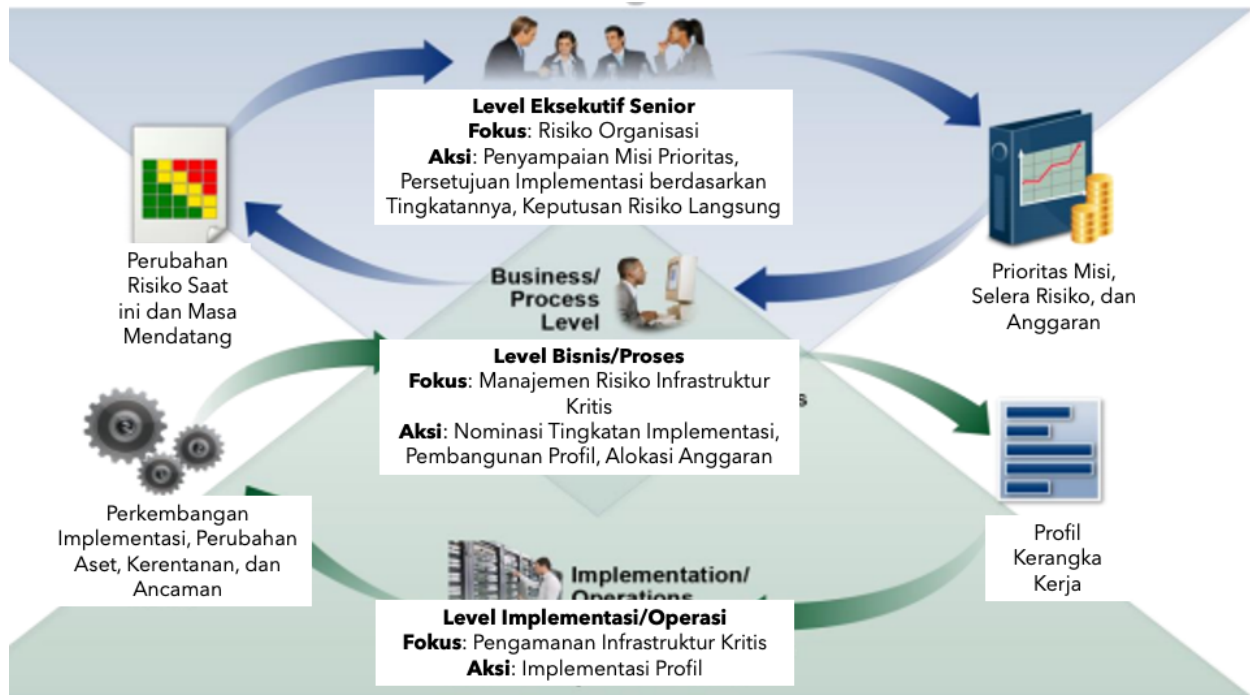 Level Eksekutif Senior
Fokus: Risiko Organisasi
Aksi: Penyampaian Misi Prioritas,
Persetujuan Implementasi berdasarkan
Tingkatannya, Keputusan Risiko Langsung
Perubahan
Risiko Saat
ini dan Masa
Mendatang
Business/
Process
Level
Prioritas Misi,
Selera Risiko, dan
Anggaran
Level Bisnis/Proses
Fokus: Manajemen Risiko Infrastruktur
Kritis
Aksi: Nominasi Tingkatan Implementasi,
Pembangunan Profil, Alokasi Anggaran
Perkembangan
Implementasi, Perubahan
Aset, Kerentanan, dan
Ancaman
Profil
Kerangka
Kerja
Implementation/
Operations
Level Implementasi/Operasi
Fokus: Pengamanan Infrastruktur Kritis
Aksi: Implementasi Profil